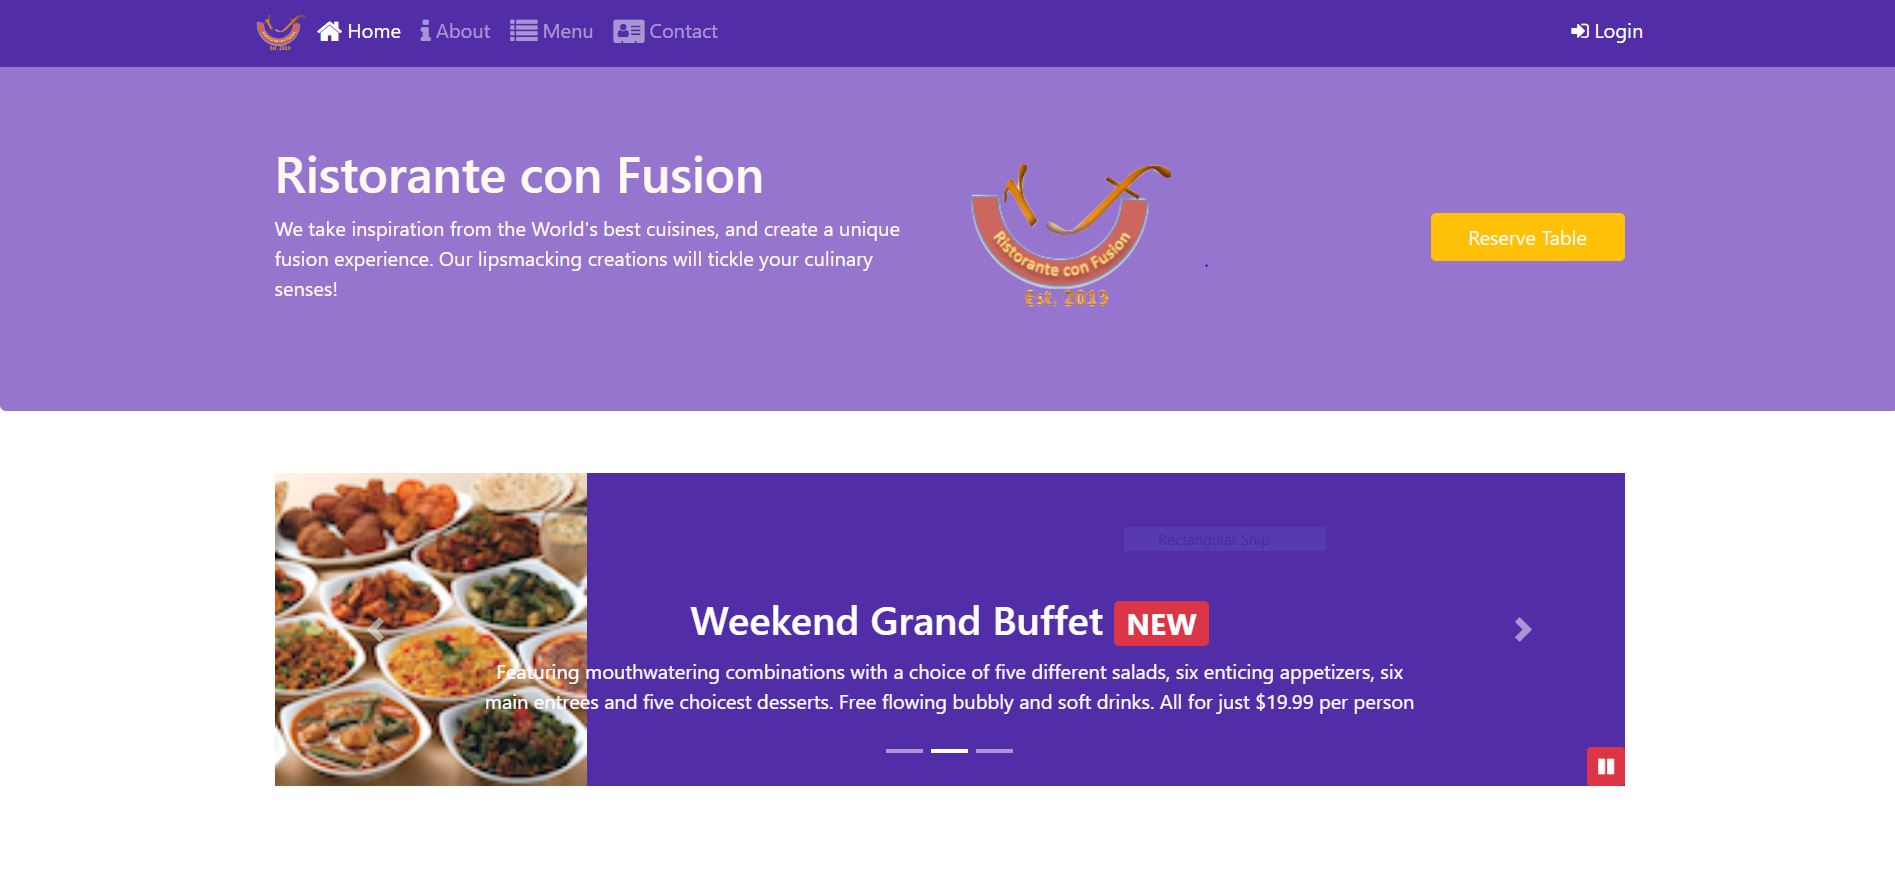 Home About Menu Contact Login
Ristorante con Fusion
We take inspiration from the World's best cuisines, and create a unique
fusion experience. Our lipsmacking creations will tickle your culinary
senses!
Ristorante con Fusion
Est. 2013
Reserve Table
Rectangular Snip
Weekend Grand Buffet NEW
Featuring mouthwatering combinations with a choice of five different salads, six enticing appetizers, six
main entrees and five choicest desserts. Free flowing bubbly and soft drinks. All for just $19.99 per person